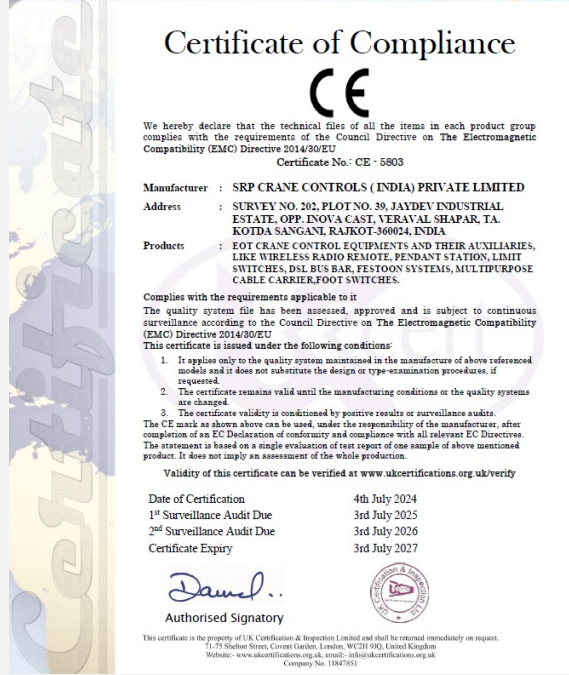 Certificate
Certificate of Compliance
CE
We hereby declare that the technical files of all the items in each product group
complies with the requirements of the Council Directive on The Electromagnetic
Compatibility (EMC) Directive 2014/30/EU
Certificate No.: CE - 5803
Manufacturer : SRP CRANE CONTROLS ( INDIA) PRIVATE LIMITED
Address : SURVEY NO. 202, PLOT NO. 39, JAYDEV INDUSTRIAL
ESTATE, OPP. INOVA CAST, VERAVAL SHAPAR, TA.
KOTDA SANGANI, RAJKOT-360024, INDIA
Products : EOT CRANE CONTROL EQUIPMENTS AND THEIR AUXILIARIES,
LIKE WIRELESS RADIO REMOTE, PENDANT STATION, LIMIT
SWITCHES, DSL BUS BAR, FESTOON SYSTEMS, MULTIPURPOSE
CABLE CARRIER,FOOT SWITCHES.
Complies with the requirements applicable to it
The quality system file has been assessed, approved and is subject to continuous
surveillance according to the Council Directive on The Electromagnetic Compatibility
(EMC) Directive 2014/30/EU
This certificate is issued under the following conditions:
1. It applies only to the quality system maintained in the manufacture of above referenced
models and it does not substitute the design or type-examination procedures, if
requested.
2. The certificate remains valid until the manufacturing conditions or the quality systems
are changed.
3. The certificate validity is conditioned by positive results or surveillance audits.
The CE mark as shown above can be used, under the responsibility of the manufacturer, after
completion of an EC Declaration of conformity and compliance with all relevant EC Directives.
The statement is based on a single evaluation of test report of one sample of above mentioned
product. It does not imply an assessment of the whole production.
Validity of this certificate can be verified at www.ukcertifications.org.uk/verify
Date of Certification 4th July 2024
1st Surveillance Audit Due 3rd July 2025
2nd Surveillance Audit Due 3rd July 2026
Certificate Expiry 3rd July 2027
Authorised Signatory
UK Certification & Inspection Ltd
This certificate is the property of UK Certification & Inspection Limited and shall be returned immediately on request.
71-75 Shelton Street, Covent Garden, London, WC2H 9JQ, United Kingdom
Website:- www.ukcertifications.org.uk, email:- info@ukcertifications.org.uk
Company No. 11847851